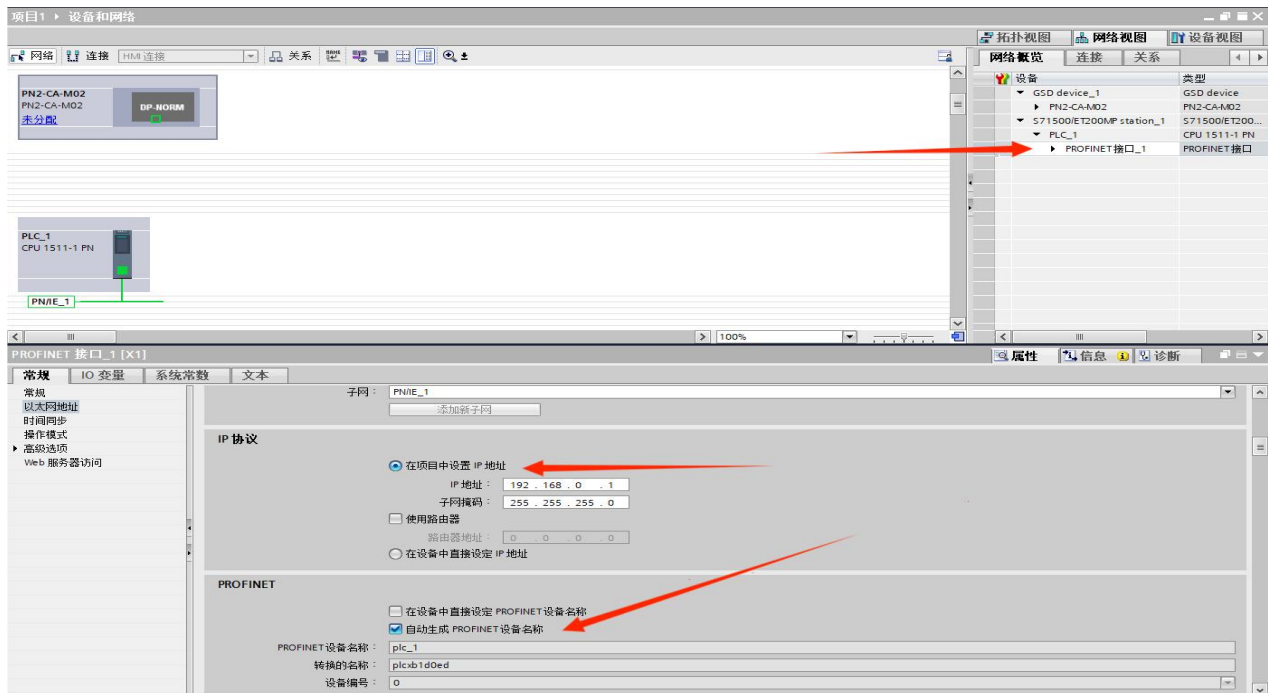 项目1 ▸ 设备和网络
拓扑视图 网络视图 设备视图
网络 连接 HMI 连接 关系
网络概览 连接 关系
设备 类型
GSD device_1 GSD device
PN2-CA-M02 PN2-CA-M02
S71500/ET200MP station_1 S71500/ET200...
PLC_1 CPU 1511-1 PN
PROFINET 接口_1 PROFINET 接口
PN2-CA-M02
PN2-CA-M02
DP-NORM
未分配
PLC_1
CPU 1511-1 PN
PN/IE_1
100%
PROFINET 接口_1 [X1]
属性 信息 诊断
常规 IO 变量 系统常数 文本
常规
以太网地址
时间同步
操作模式
高级选项
Web 服务器访问
子网： PN/IE_1
添加新子网
IP 协议
在项目中设置 IP 地址
IP 地址： 192 . 168 . 0 . 1
子网掩码： 255 . 255 . 255 . 0
使用路由器
路由器地址： 0 . 0 . 0 . 0
在设备中直接设定 IP 地址
PROFINET
在设备中直接设定 PROFINET 设备名称
自动生成 PROFINET 设备名称
PROFINET 设备名称： plc_1
转换的名称： plcxb1d0ed
设备编号： 0